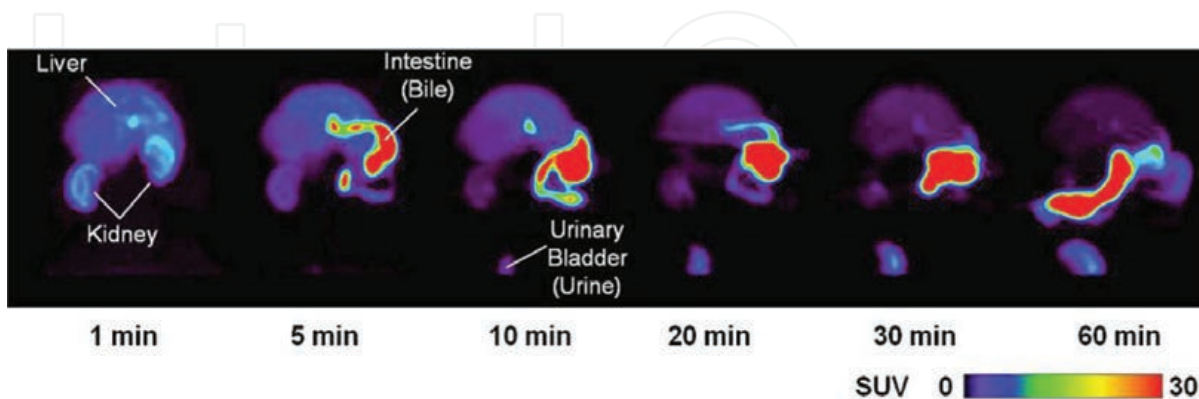 Liver
Kidney
Intestine
(Bile)
Urinary
Bladder
(Urine)
1 min
5 min
10 min
20 min
30 min
60 min
SUV 0 30